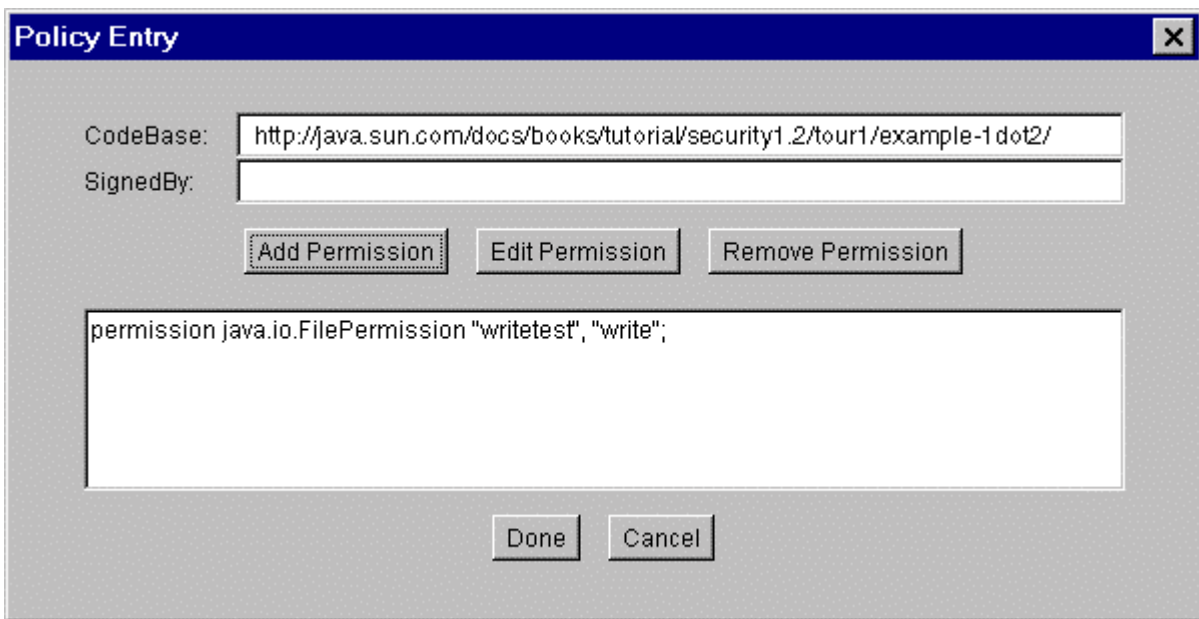 Policy Entry
CodeBase: http://java.sun.com/docs/books/tutorial/security1.2/tour1/example-1dot2/
SignedBy:
Add Permission Edit Permission Remove Permission
permission java.io.FilePermission "writetest", "write";
Done Cancel